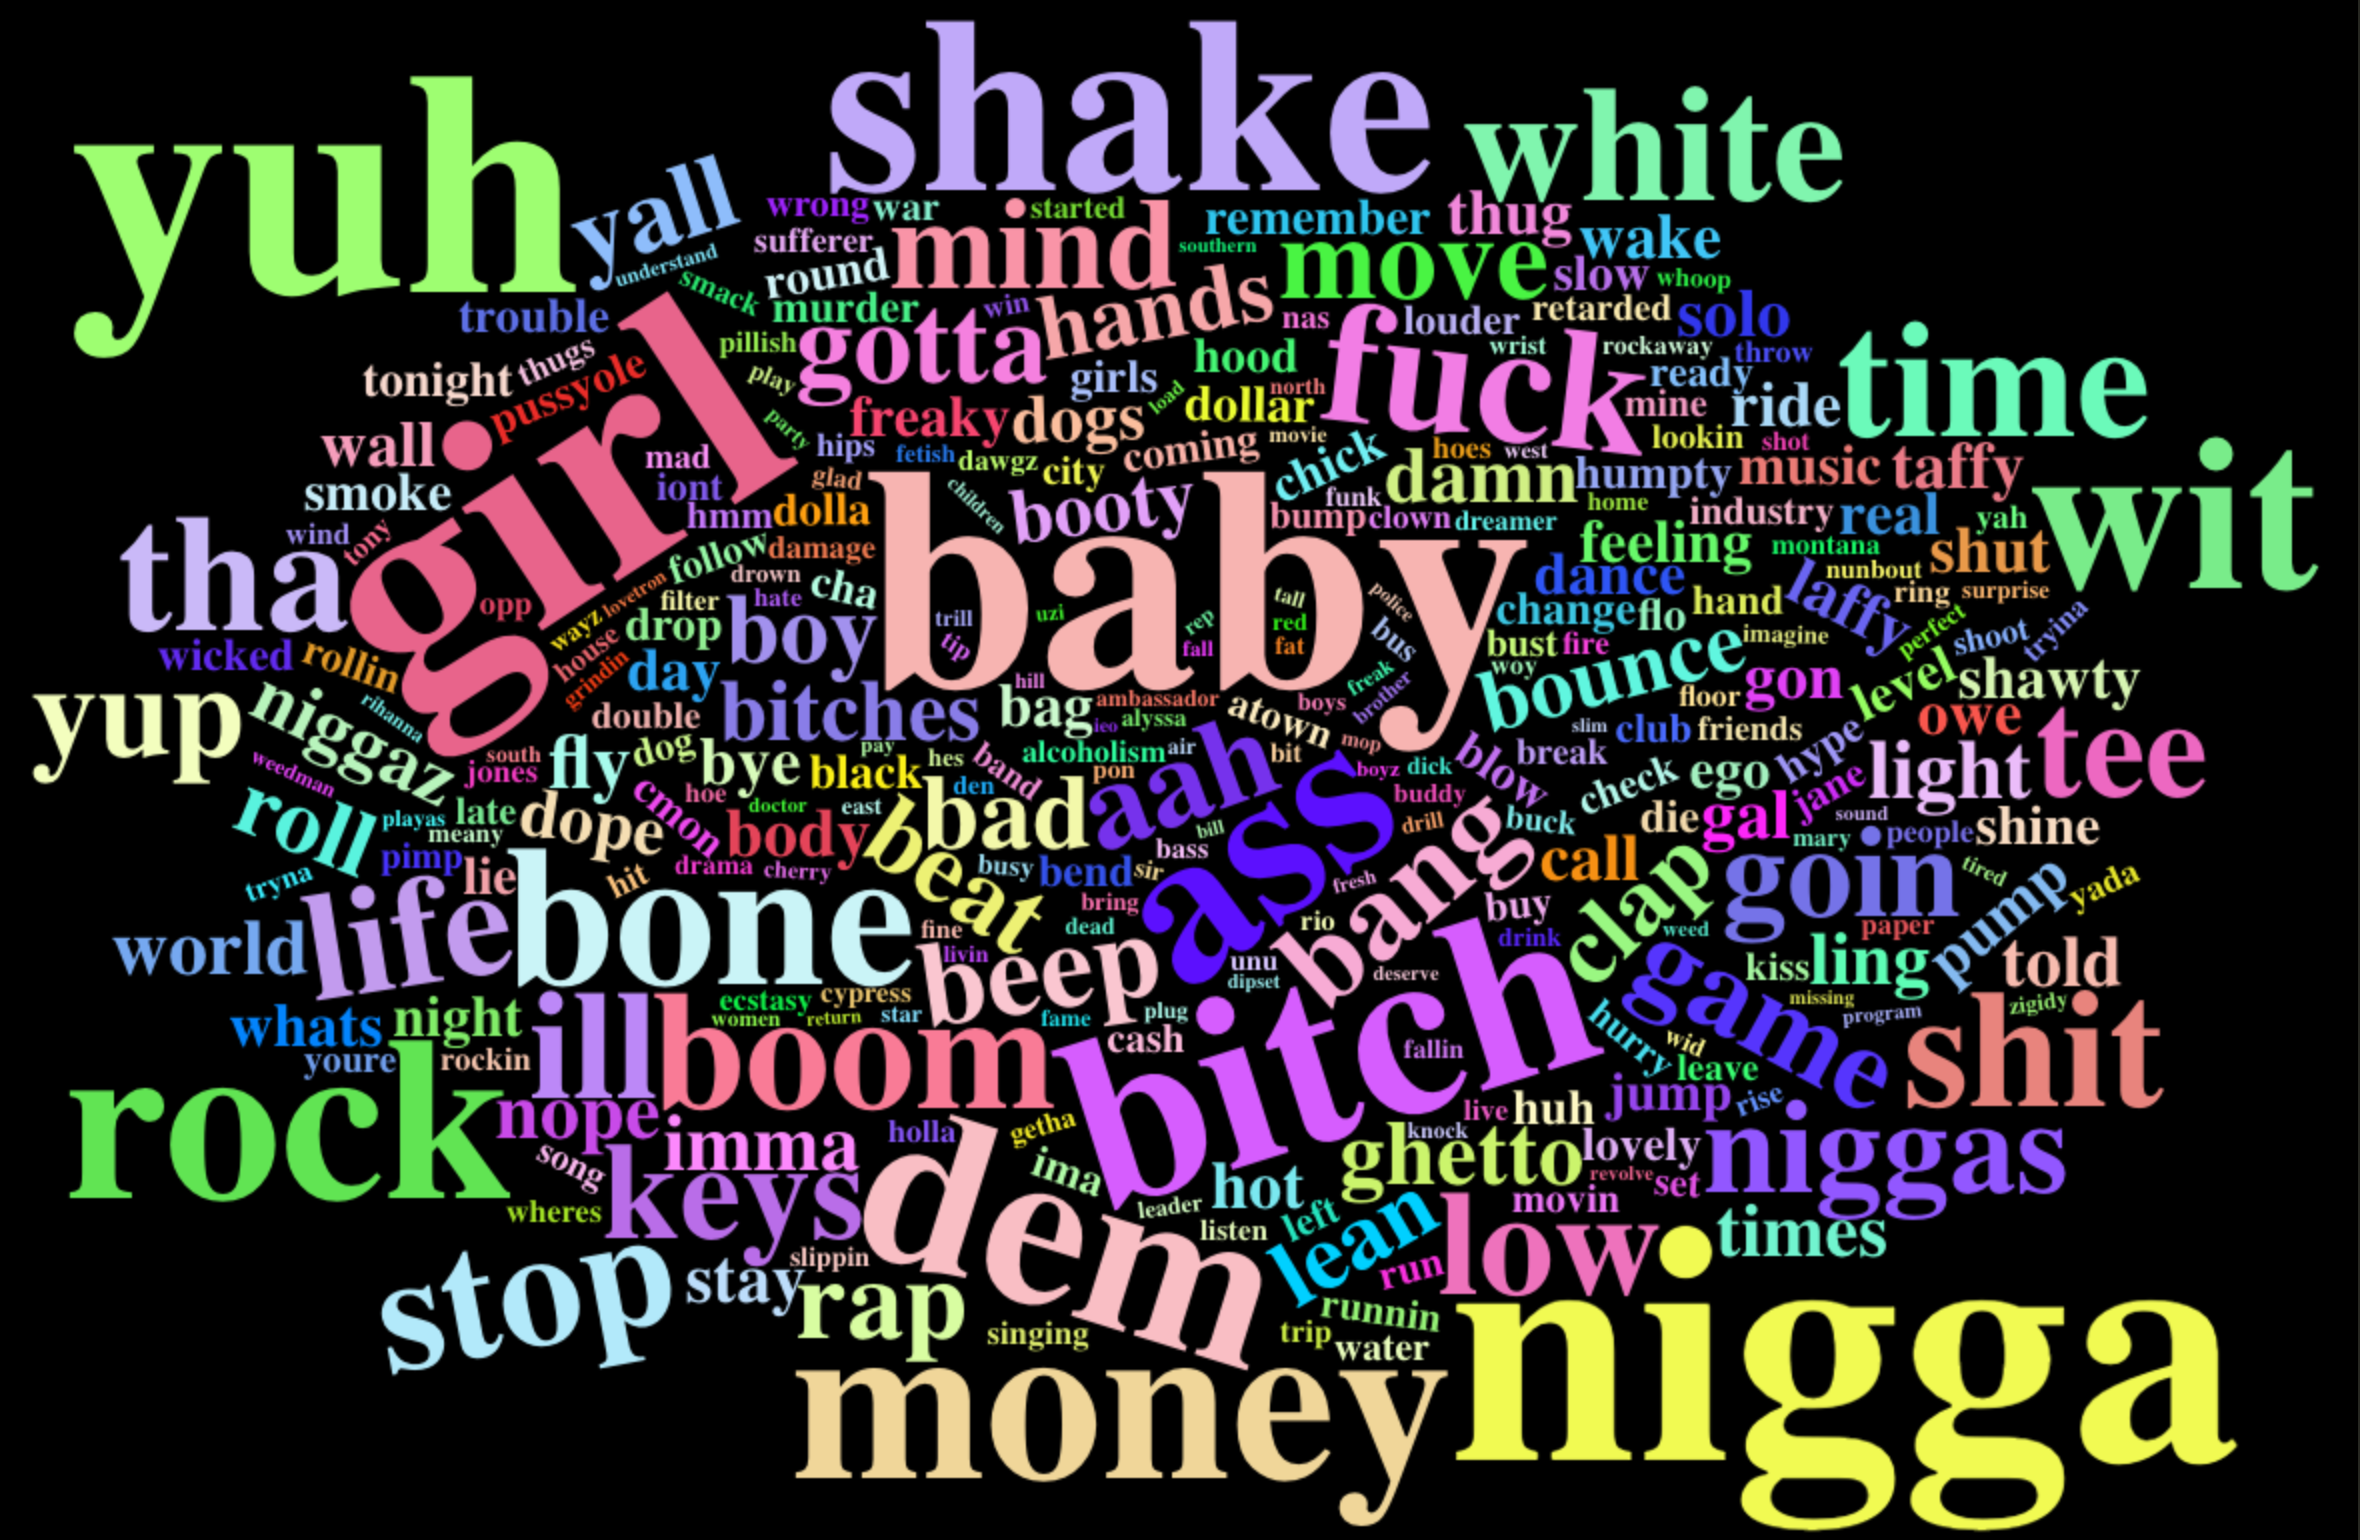 shake
white
yuh
yall
wrong
war
started
remember
thug
wake
sufferer
mind
southern
move
slow
whoop
understand
round
smack
murder
win
hands
trouble
gotta
nas
louder
retarded
solo
pillish
hood
fuck
wrist
rockaway
throw
time
tonight
thugs
pussyole
play
girls
load
north
ready
mine
ride
freaky
dogs
dollar
party
hips
fetish
dawgz
city
coming
movie
chick
hoes
west
lookin
shot
wall
girl
mad
iont
glad
children
baby
booty
funk
damn
humpty
home
music
taffy
wit
smoke
hmm
dolla
bump
clown
dreamer
industry
real
yah
tha
wind
tony
follow
damage
feeling
montana
shut
opp
wayz
lovetron
filter
drown
hate
cha
dance
nunbout
ring
surprise
laffy
house
grindin
drop
boy
trill
tip
uzi
rep
fall
tall
red
fat
police
bus
change
flo
hand
imagine
perfect
shoot
tryina
wicked
rollin
day
bust
fire
woy
bounce
yup
niggaz
rihanna
double
bitches
hill
bag
ambassador
ieo
alyssa
atown
boys
freak
brother
slim
floor
gon
level
shawty
club
friends
owe
tee
weedman
south
jones
fly
dog
bye
black
pay
hes
band
alcoholism
air
pon
bit
mop
boyz
dick
blow
break
check
ego
hype
light
roll
playas
late
meany
dope
cmon
hoe
doctor
east
den
bad
aah
ass
buddy
drill
buck
die
gal
jane
mary
sound
people
shine
tryna
pimp
lie
hit
body
drama
cherry
beat
busy
bend
sir
bill
bass
bang
call
clap
goin
tired
pump
yada
life
bone
fine
livin
bring
dead
beep
fresh
rio
unu
dipset
deserve
buy
drink
weed
paper
world
kiss
ling
told
game
missing
program
zigidy
whats
night
youre
rockin
ill
boom
ecstasy
cypress
women
return
star
fame
plug
cash
bitch
fallin
hurry
wid
leave
shit
rock
nope
imma
holla
getha
live
huh
jump
rise
song
keys
ima
hot
knock
ghetto
lovely
revolve
set
niggas
wheres
dem
leader
listen
left
lean
movin
low
times
stop
stay
slippin
rap
singing
run
runnin
trip
water
money
nigga